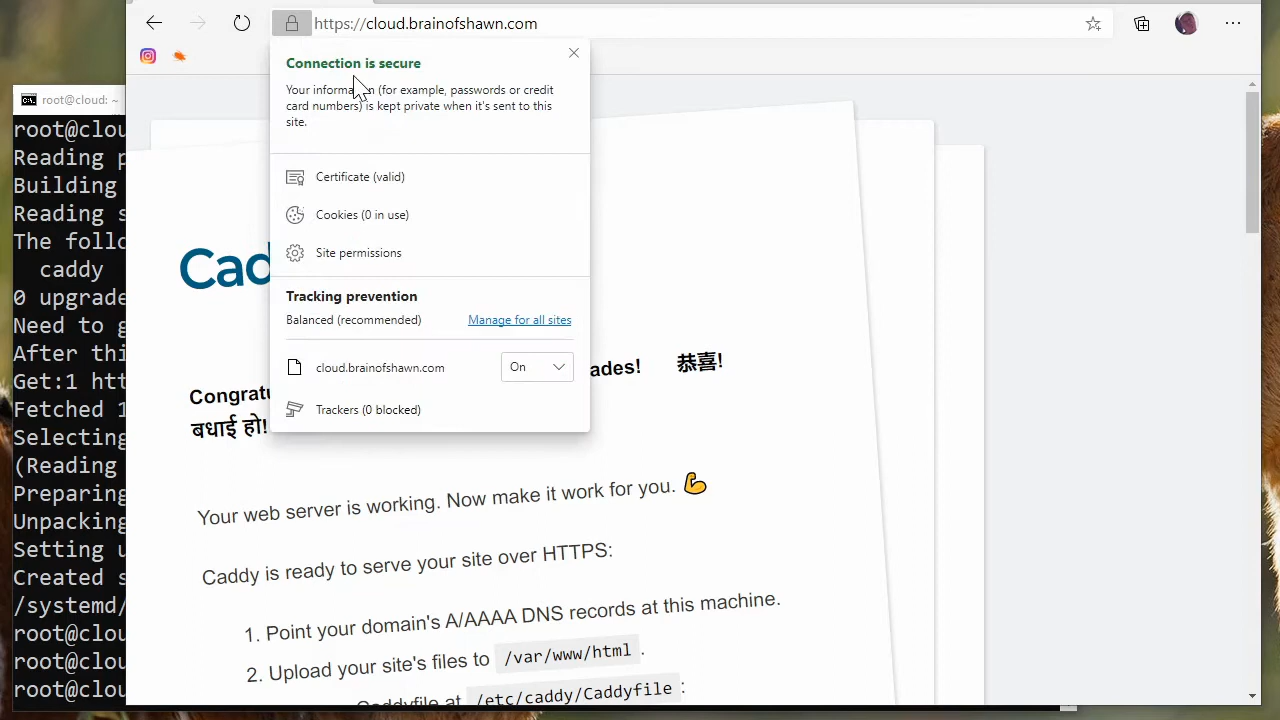 https://cloud.brainofshawn.com
Connection is secure
Your information (for example, passwords or credit
card numbers) is kept private when it's sent to this
site.
Certificate (valid)
Cookies (0 in use)
Site permissions
Tracking prevention
Balanced (recommended) Manage for all sites
cloud.brainofshawn.com On
Trackers (0 blocked)
root@cloud: ~
root@clou
Reading
Building
Reading s
The follo
caddy
0 upgrade
Need to g
After thi
Get:1 htt
Fetched 1
Selecting
(Reading
Preparing
Unpacking
Setting u
Created s
/systemd/
root@clou
root@clou
root@clou
Cad
Congratu ades! 恭喜!
बधाई हो!
Your web server is working. Now make it work for you. 💪
Caddy is ready to serve your site over HTTPS:
1. Point your domain's A/AAAA DNS records at this machine.
2. Upload your site's files to /var/www/html .
Caddyfile at /etc/caddy/Caddyfile :